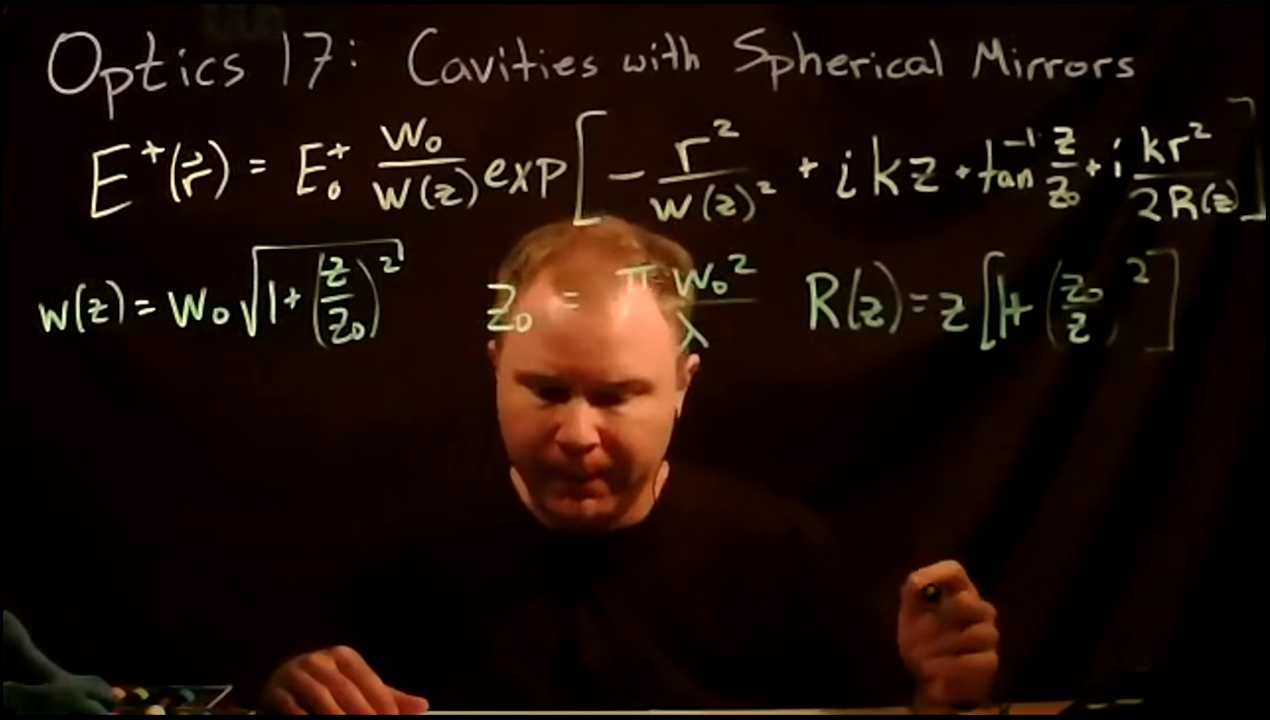 Optics 17: Cavities with Spherical Mirrors
E⁺(r⃗) = E₀⁺ w₀/w(z) exp[-r²/w(z)² + ikz + tan⁻¹ z/z₀ + i kr²/2R(z)]
w(z) = w₀√(1+(z/z₀)²) z₀ = πw₀²/λ R(z) = z[1+(z₀/z)²]